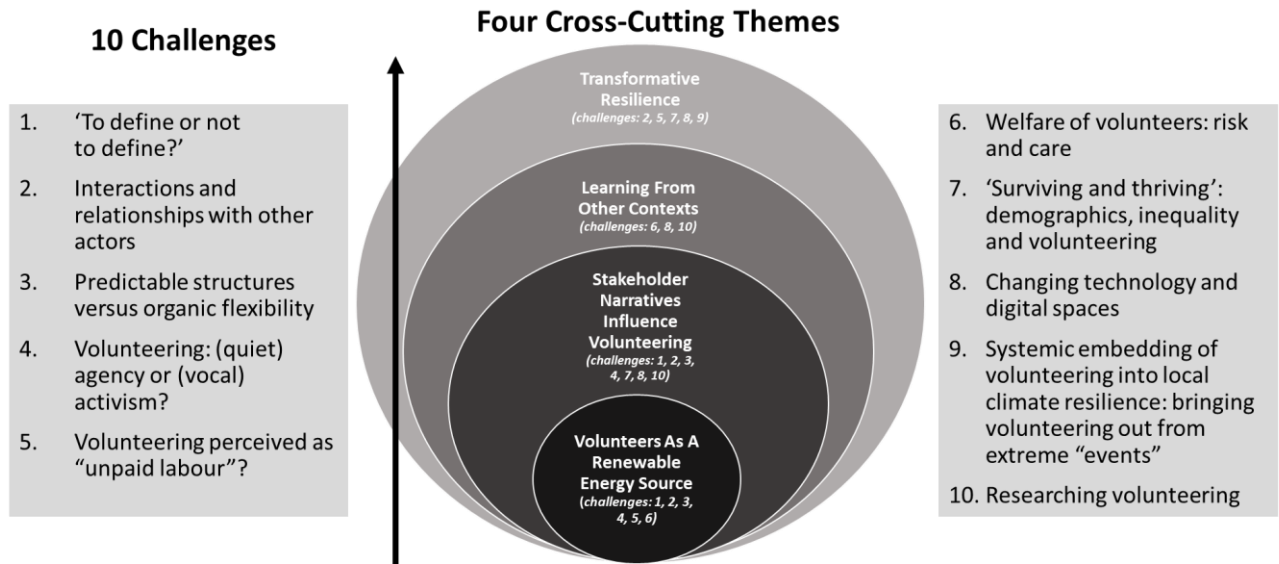 10 Challenges
1. ‘To define or not
to define?’
2. Interactions and
relationships with other
actors
3. Predictable structures
versus organic flexibility
4. Volunteering: (quiet)
agency or (vocal)
activism?
5. Volunteering perceived as
“unpaid labour”?
Four Cross-Cutting Themes
Transformative
Resilience
(challenges: 2, 5, 7, 8, 9)
Learning From
Other Contexts
(challenges: 6, 8, 10)
Stakeholder
Narratives
Influence
Volunteering
(challenges: 1, 2, 3,
4, 7, 8, 10)
Volunteers As A
Renewable
Energy Source
(challenges: 1, 2, 3,
4, 5, 6)
6. Welfare of volunteers: risk
and care
7. ‘Surviving and thriving’:
demographics, inequality
and volunteering
8. Changing technology and
digital spaces
9. Systemic embedding of
volunteering into local
climate resilience: bringing
volunteering out from
extreme “events”
10. Researching volunteering